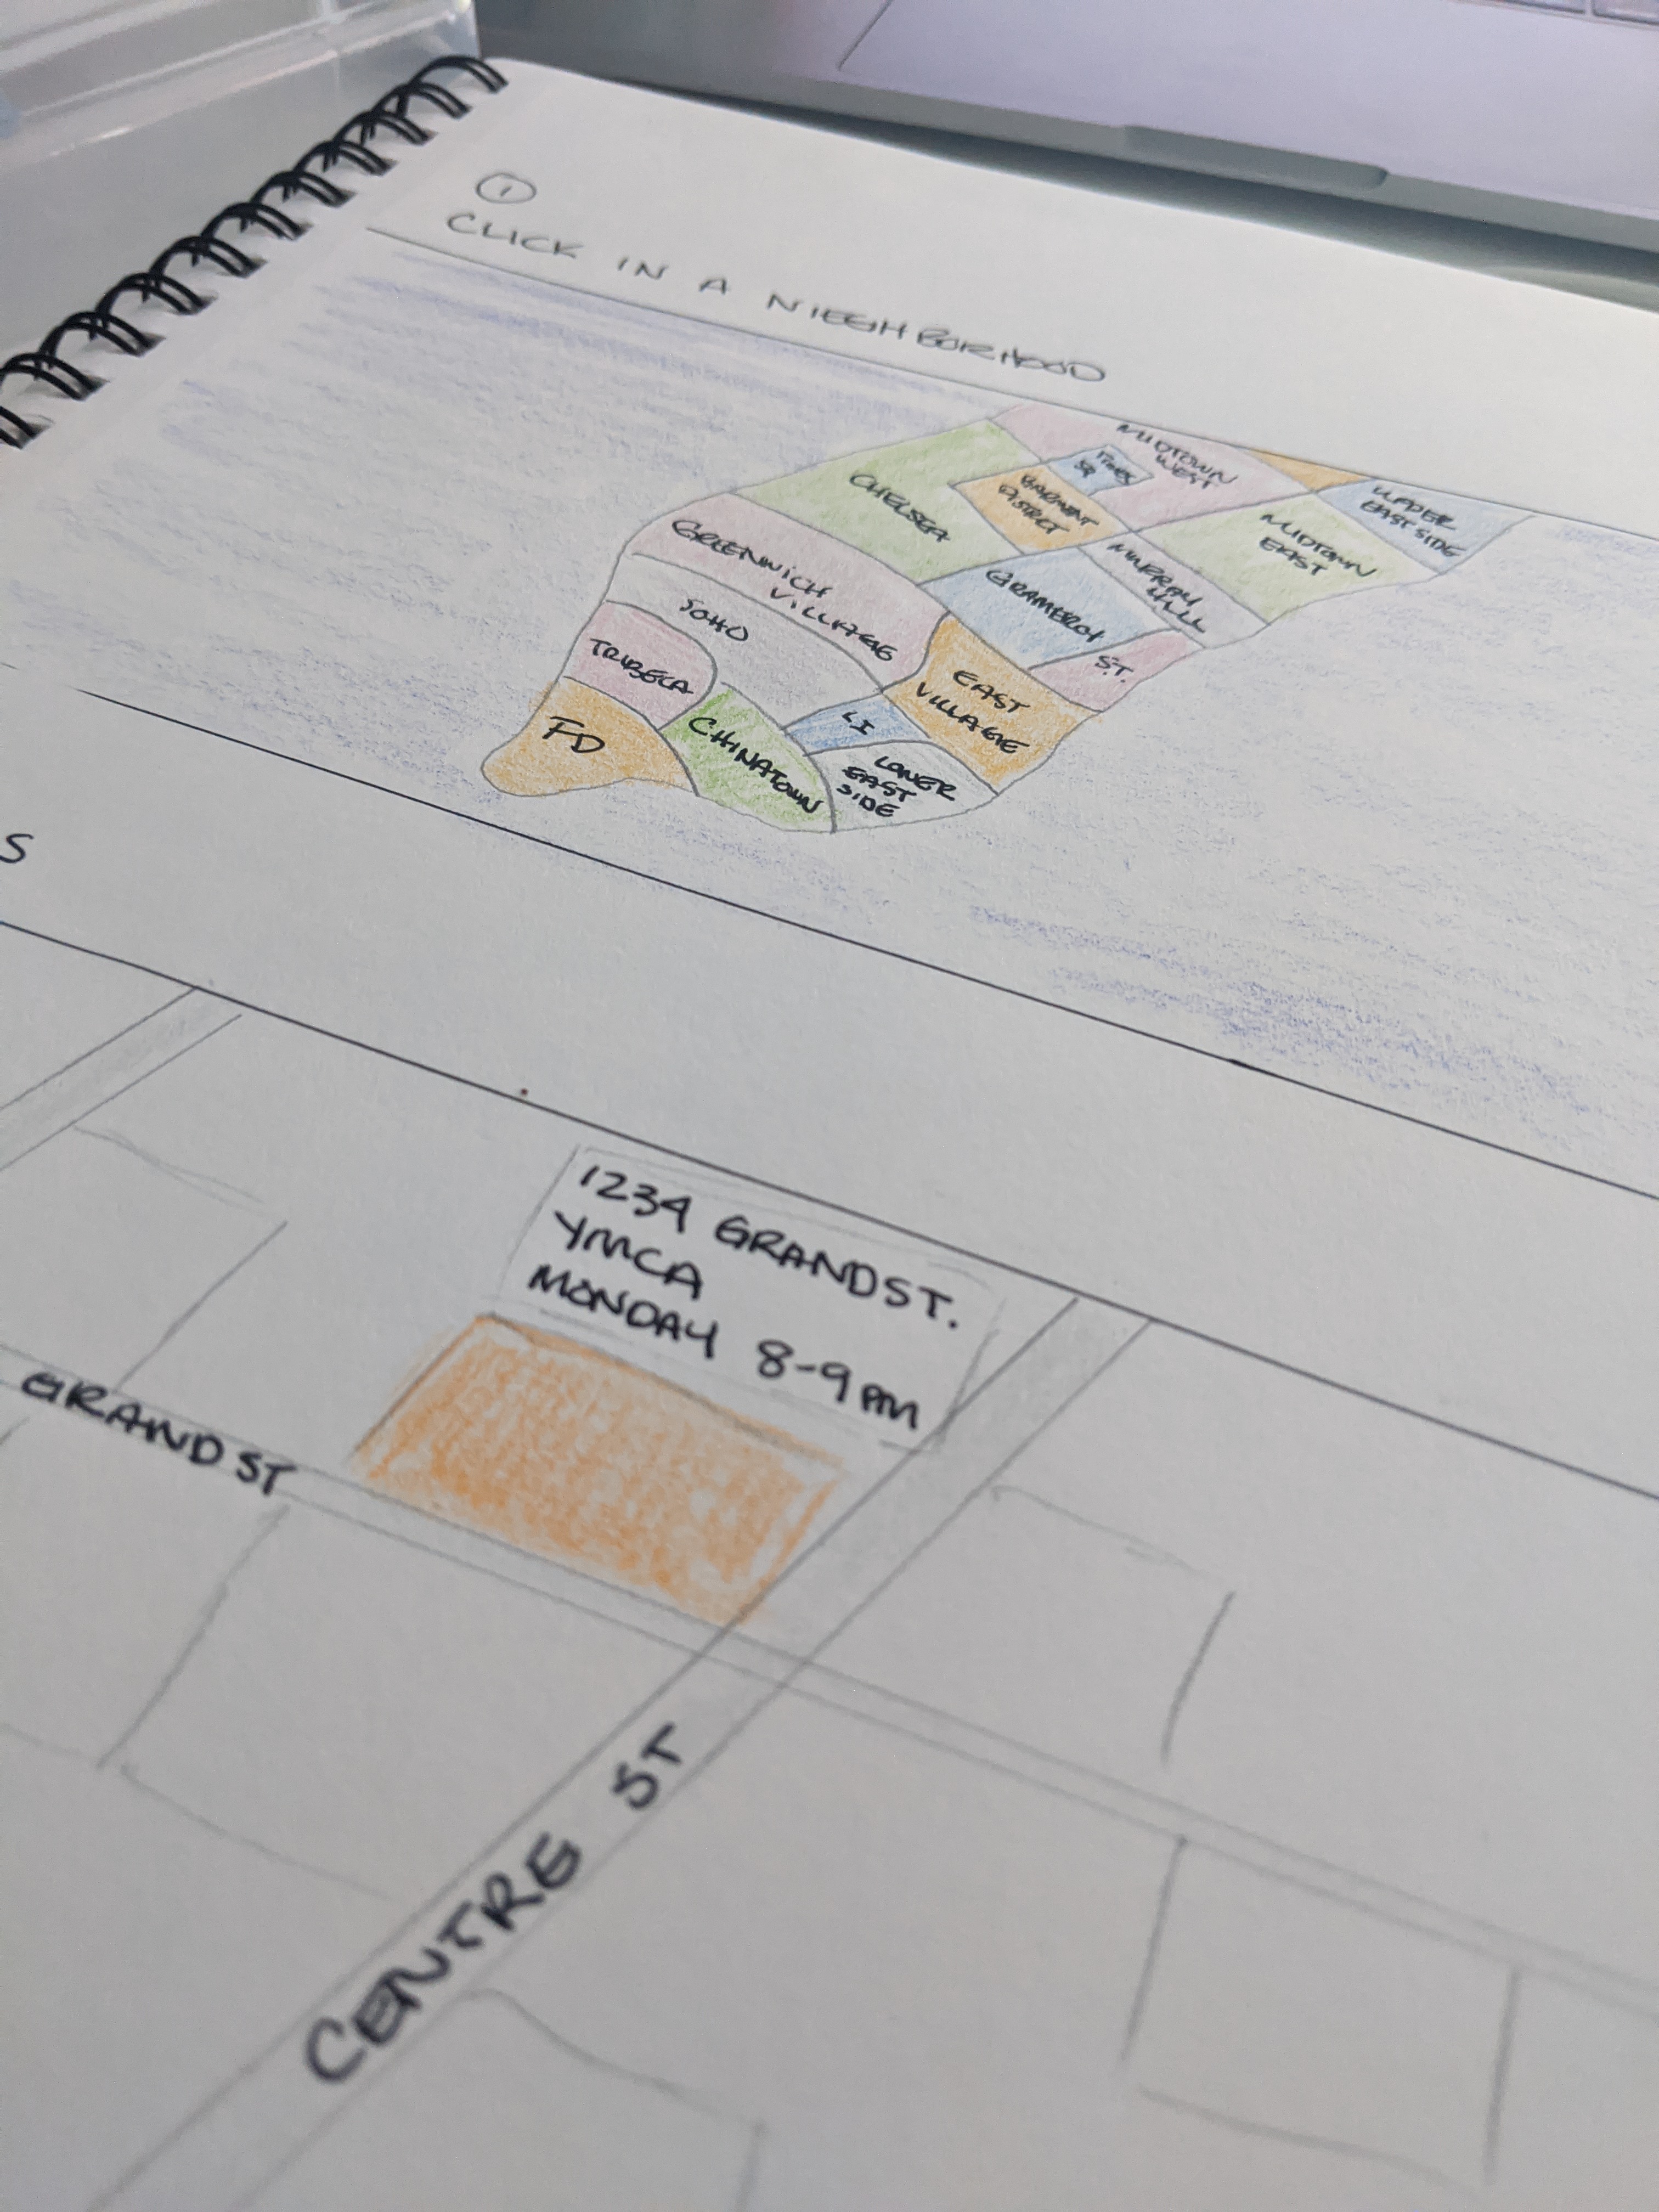 1
CLICK IN A NIEGHBORHOOD
MIDTOWN
WEST
TIMES
SQ
UPPER
EAST SIDE
CHELSEA
GARMENT
DISTRICT
MIDTOWN
EAST
MURRAY
HILL
GREENWICH
VILLAGE
GRAMERCY
ST.
SOHO
TRIBECA
EAST
VILLAGE
LI
FD
CHINATOWN
LOWER
EAST
SIDE
S
1234 GRAND ST.
YMCA
MONDAY 8-9PM
GRAND ST
CENTRE ST